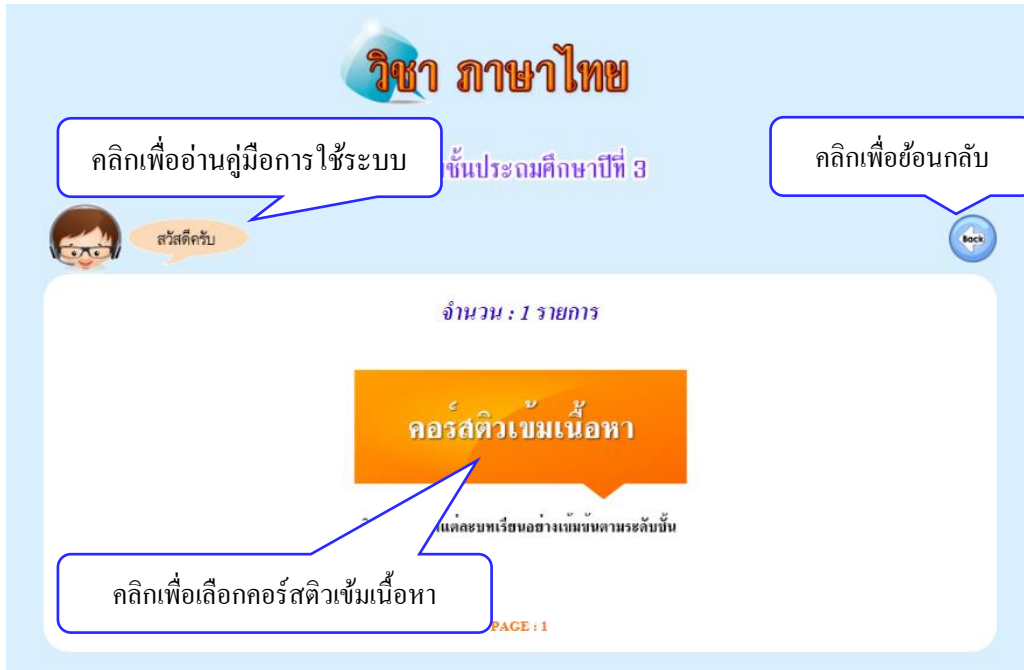 วิชา ภาษาไทย
คลิกเพื่ออ่านคู่มือการใช้ระบบ
ชั้นประถมศึกษาปีที่ 3
คลิกเพื่อย้อนกลับ
สวัสดีครับ
Back
จำนวน : 1 รายการ
คอร์สติวเข้มเนื้อหา
แต่ละบทเรียนอย่างเข้มข้นตามระดับชั้น
คลิกเพื่อเลือกคอร์สติวเข้มเนื้อหา
PAGE : 1